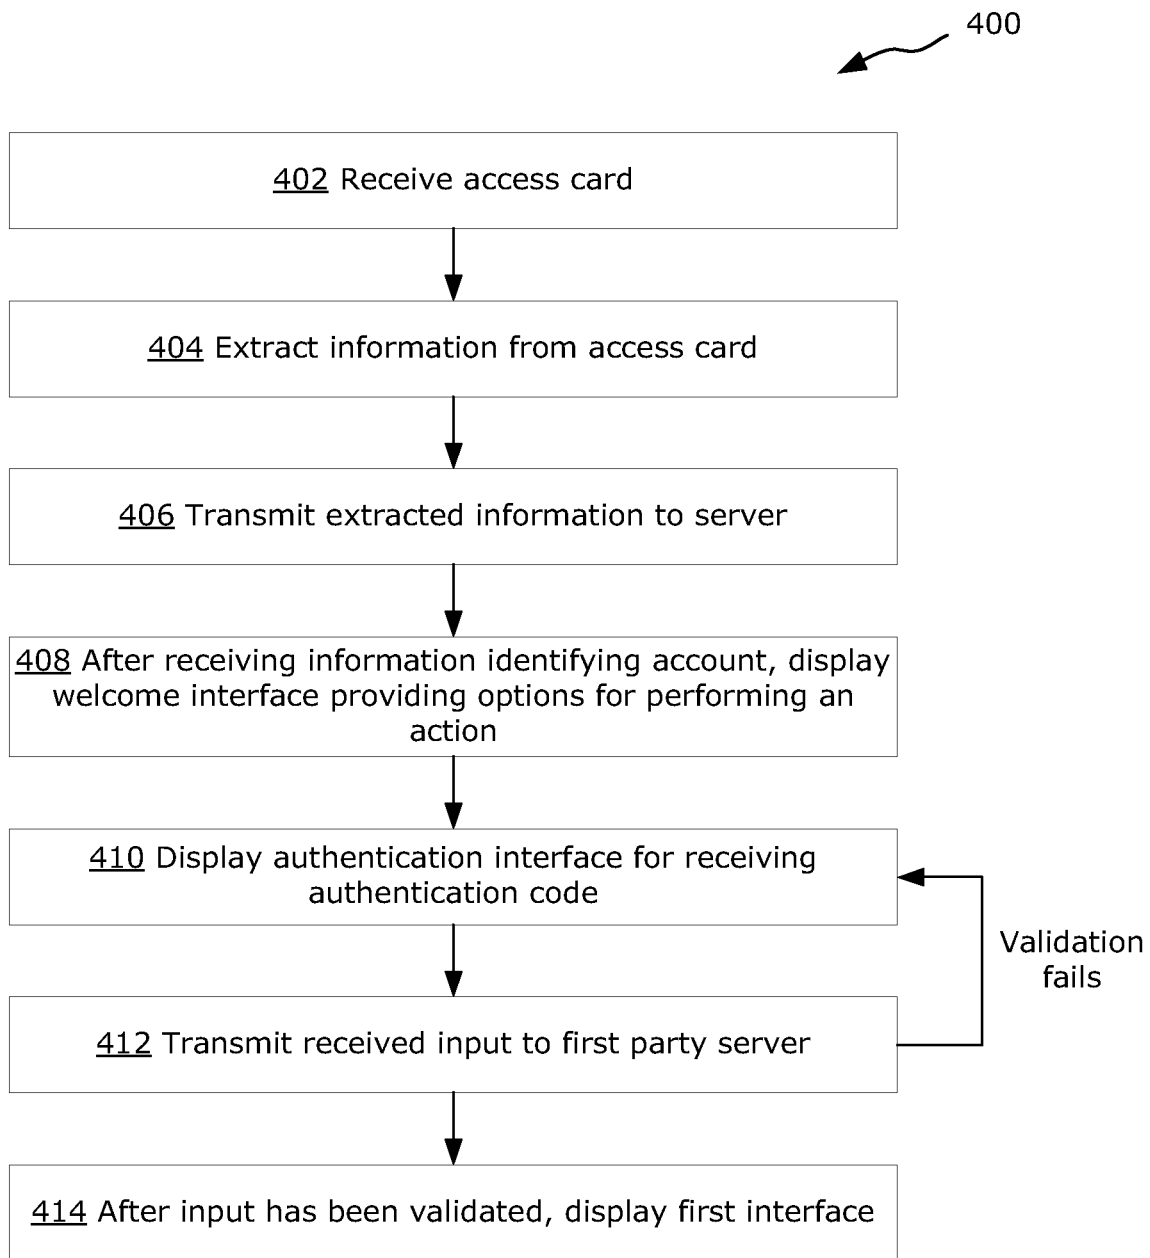 400
402 Receive access card
404 Extract information from access card
406 Transmit extracted information to server
408 After receiving information identifying account, display
welcome interface providing options for performing an
action
410 Display authentication interface for receiving
authentication code
Validation
fails
412 Transmit received input to first party server
414 After input has been validated, display first interface